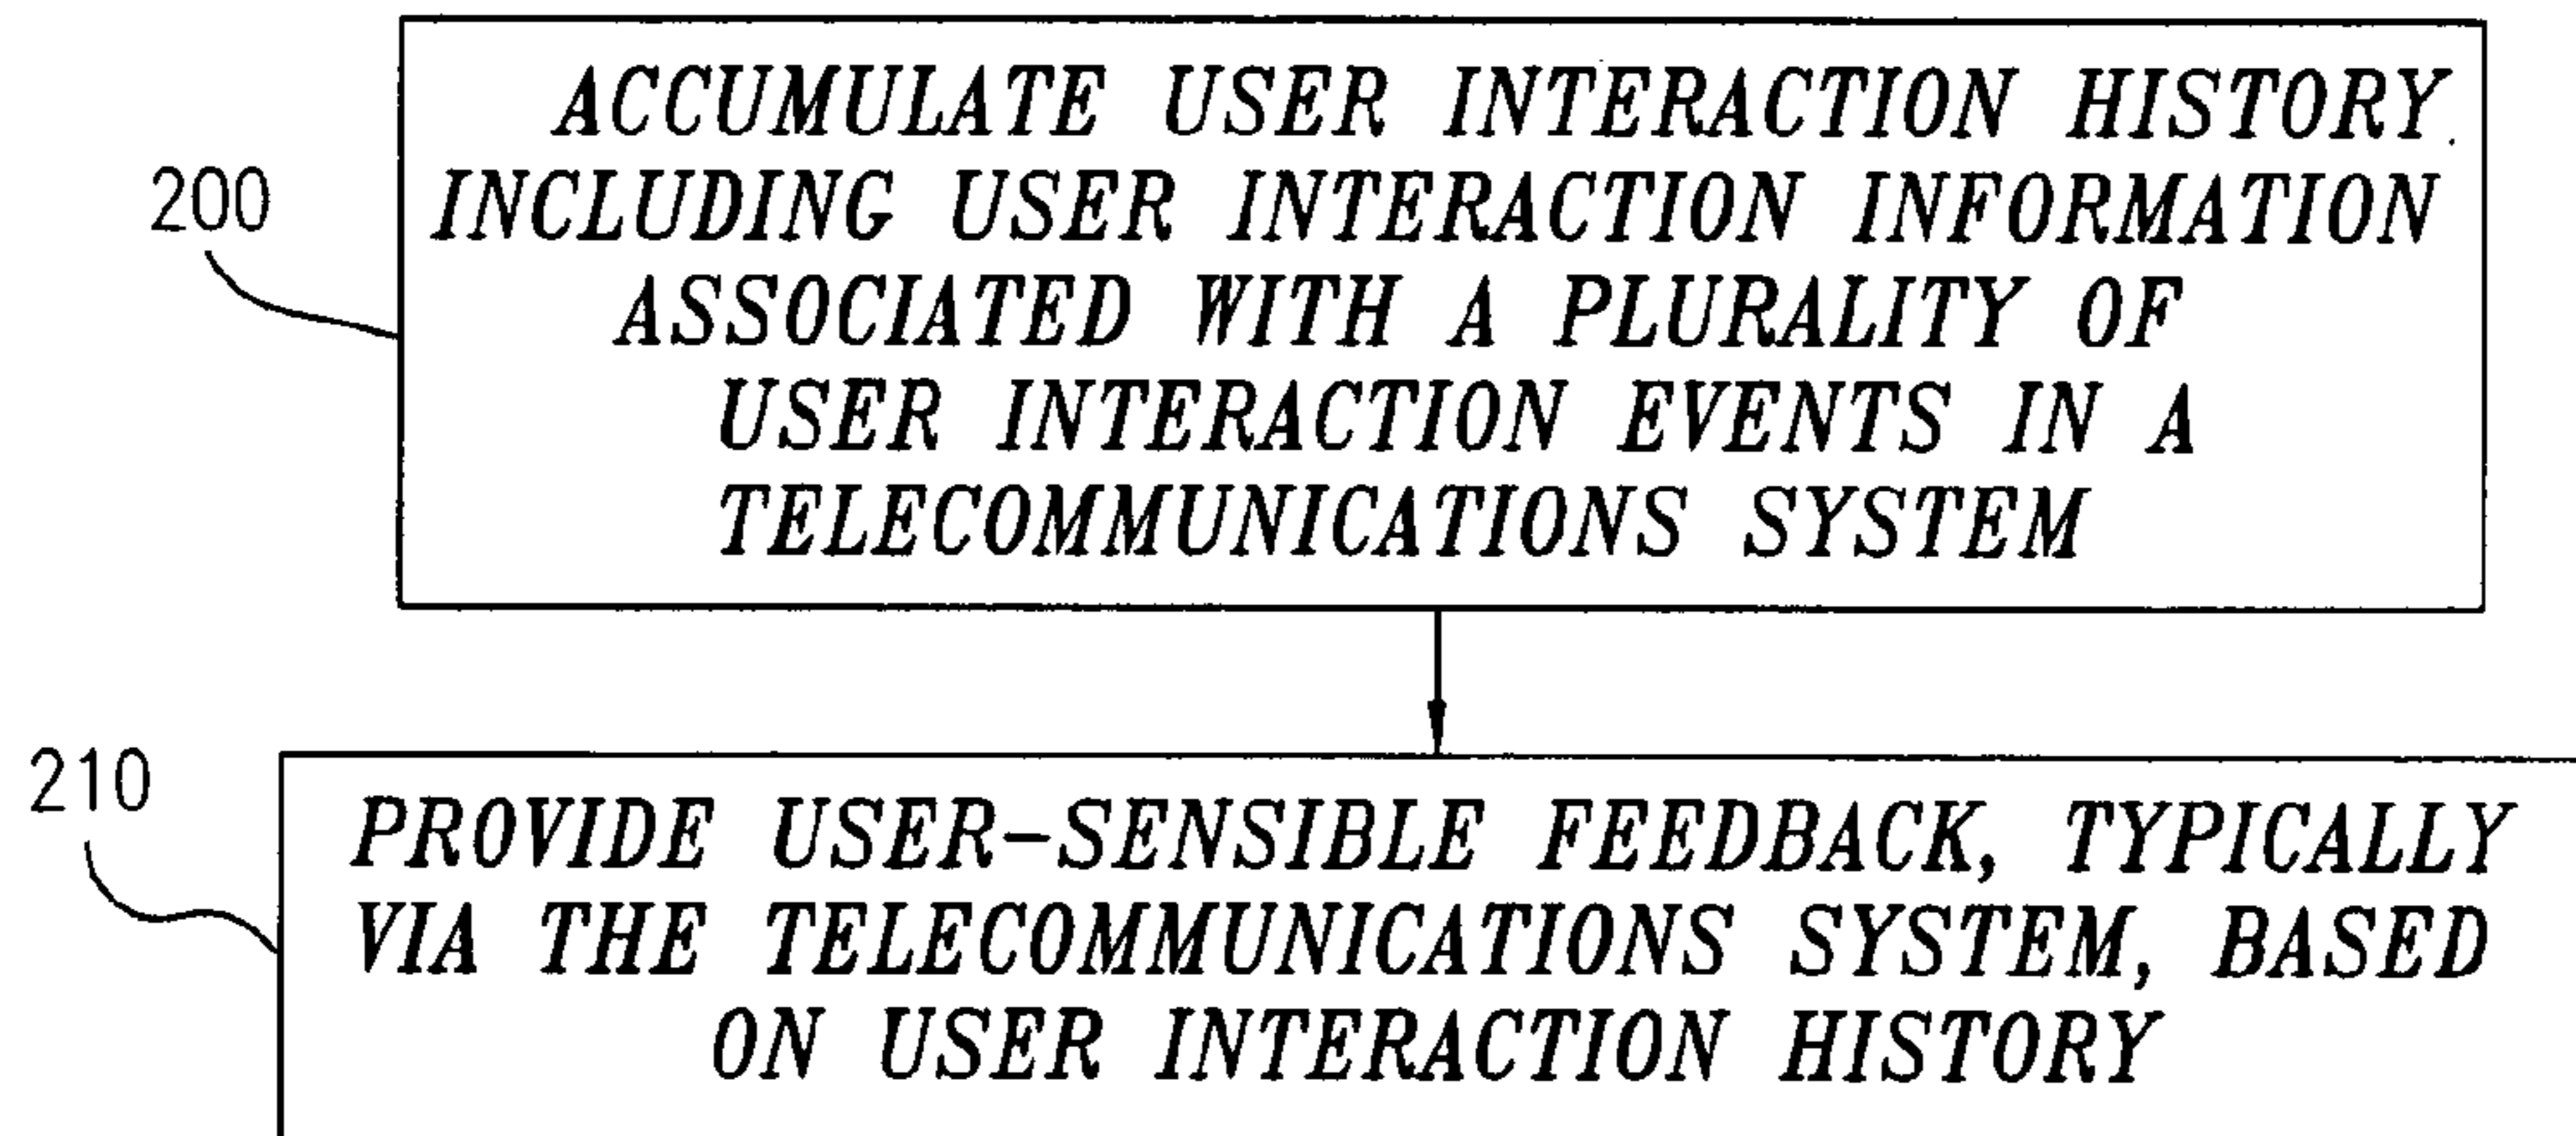 ACCUMULATE USER INTERACTION HISTORY
INCLUDING USER INTERACTION INFORMATION
ASSOCIATED WITH A PLURALITY OF
USER INTERACTION EVENTS IN A
TELECOMMUNICATIONS SYSTEM
200
210
PROVIDE USER-SENSIBLE FEEDBACK, TYPICALLY
VIA THE TELECOMMUNICATIONS SYSTEM, BASED
ON USER INTERACTION HISTORY